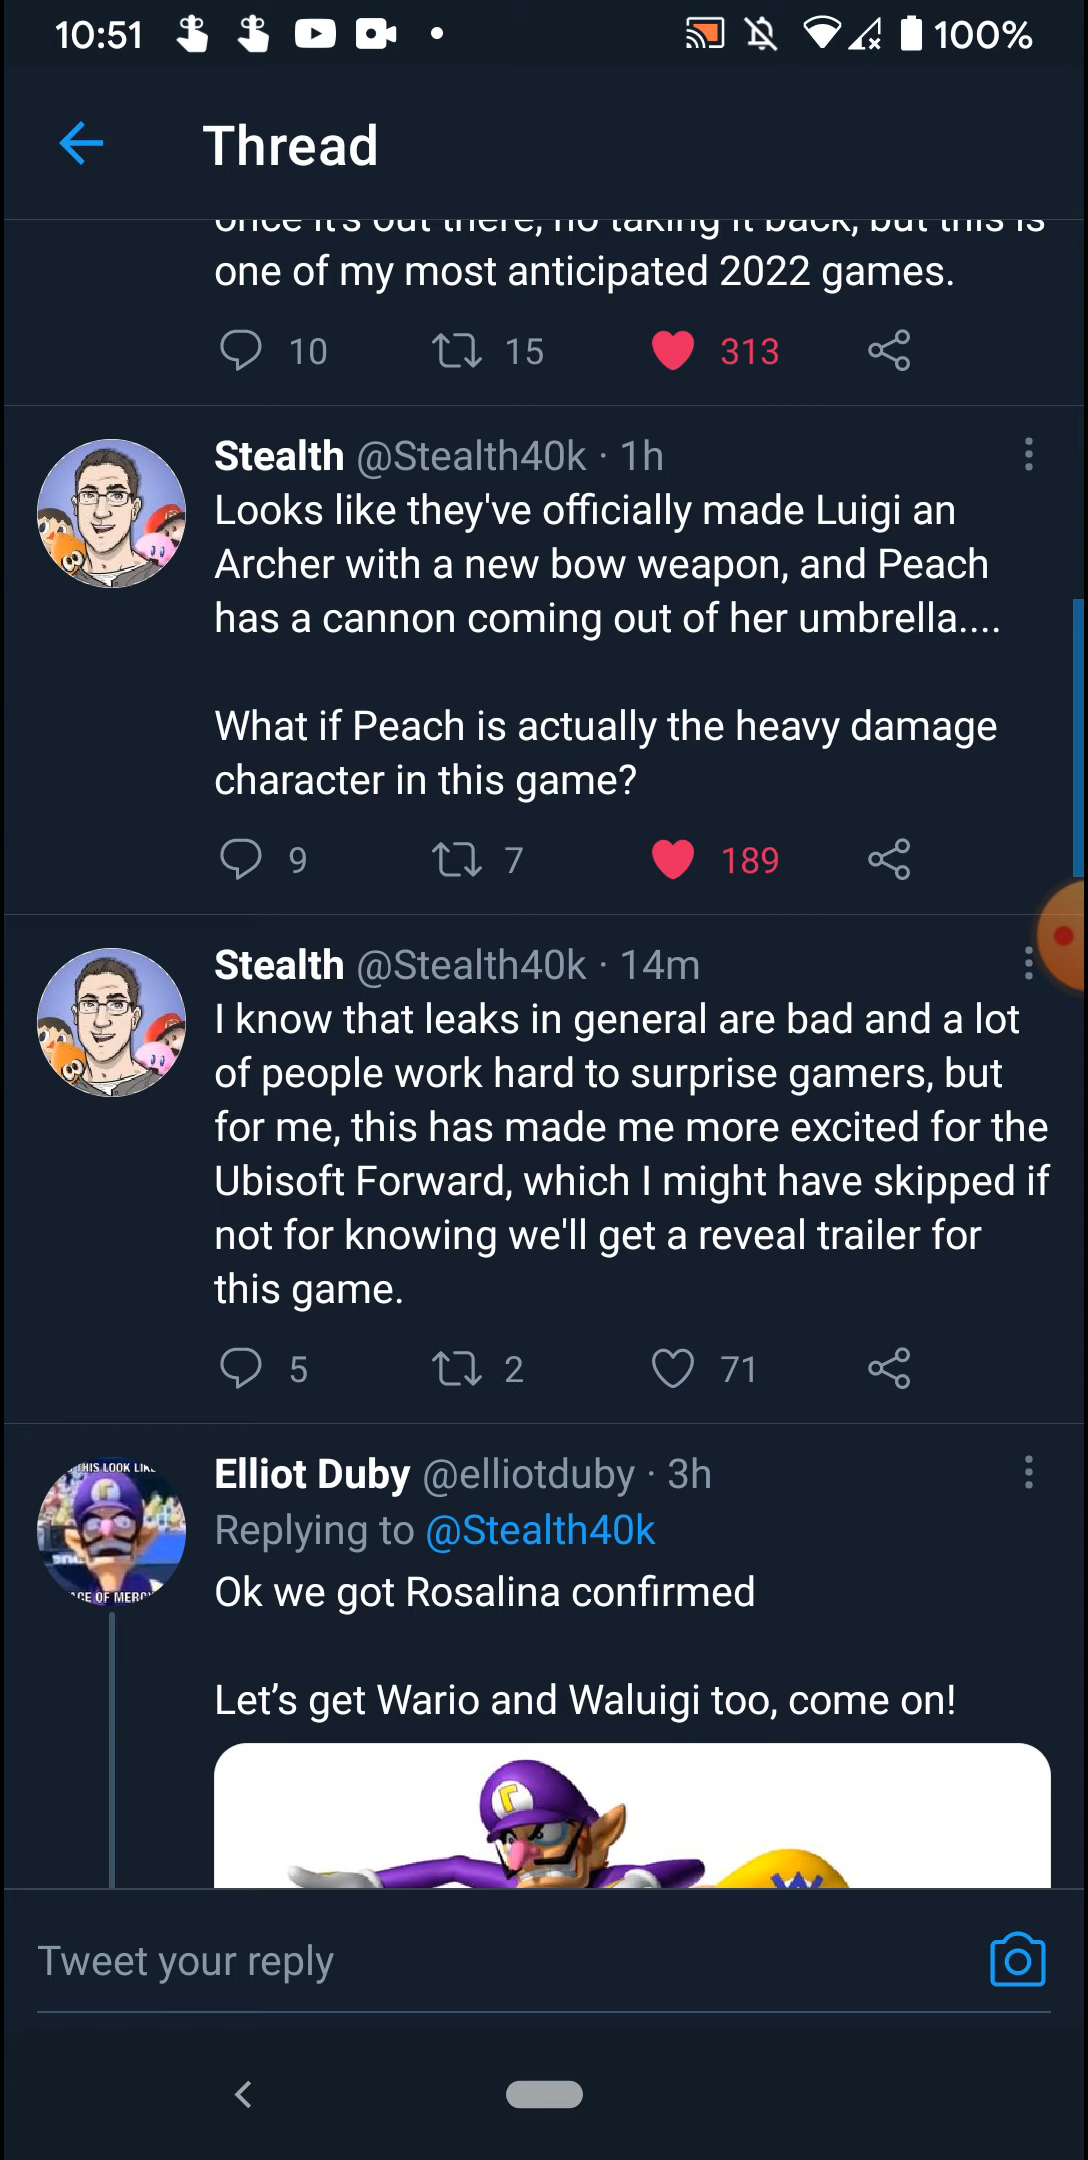 10:51
100%
Thread
once it's out there, no taking it back, but this is
one of my most anticipated 2022 games.
10 15 313
Stealth @Stealth40k · 1h
Looks like they've officially made Luigi an
Archer with a new bow weapon, and Peach
has a cannon coming out of her umbrella....
What if Peach is actually the heavy damage
character in this game?
9 7 189
Stealth @Stealth40k · 14m
I know that leaks in general are bad and a lot
of people work hard to surprise gamers, but
for me, this has made me more excited for the
Ubisoft Forward, which I might have skipped if
not for knowing we'll get a reveal trailer for
this game.
5 2 71
THIS LOOK LIK
Elliot Duby @elliotduby · 3h
Replying to @Stealth40k
OF MERC
Ok we got Rosalina confirmed
Let’s get Wario and Waluigi too, come on!
Tweet your reply